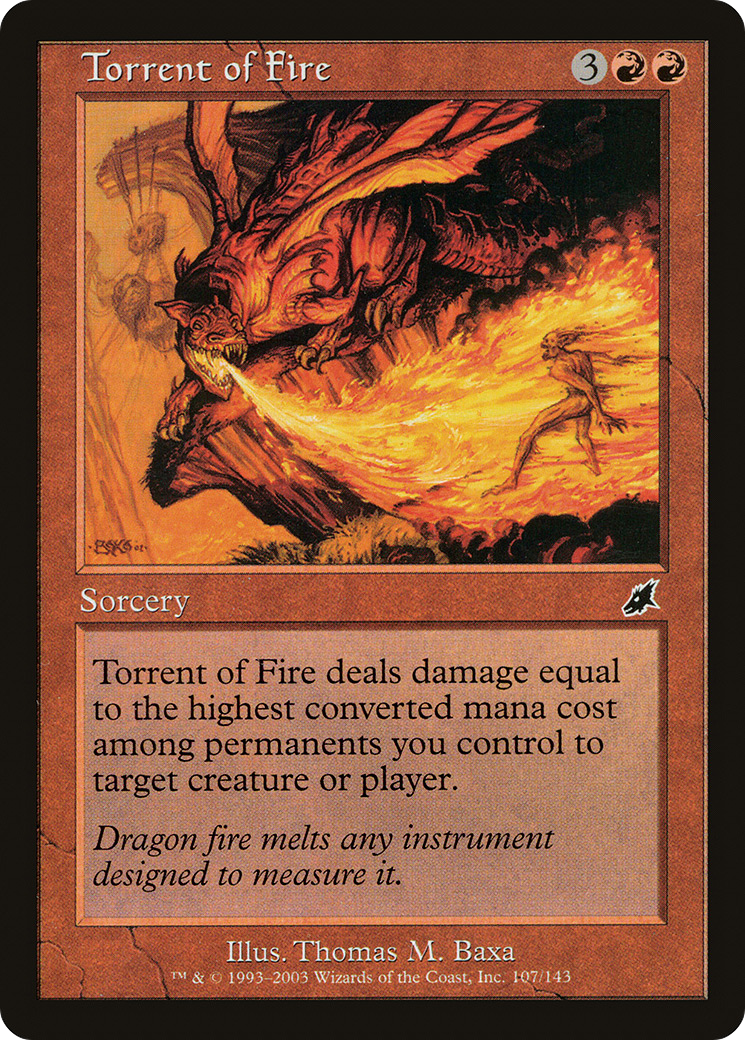 Torrent of Fire 3
Sorcery
Torrent of Fire deals damage equal
to the highest converted mana cost
among permanents you control to
target creature or player.
Dragon fire melts any instrument
designed to measure it.
Illus. Thomas M. Baxa
™ & © 1993–2003 Wizards of the Coast, Inc. 107/143